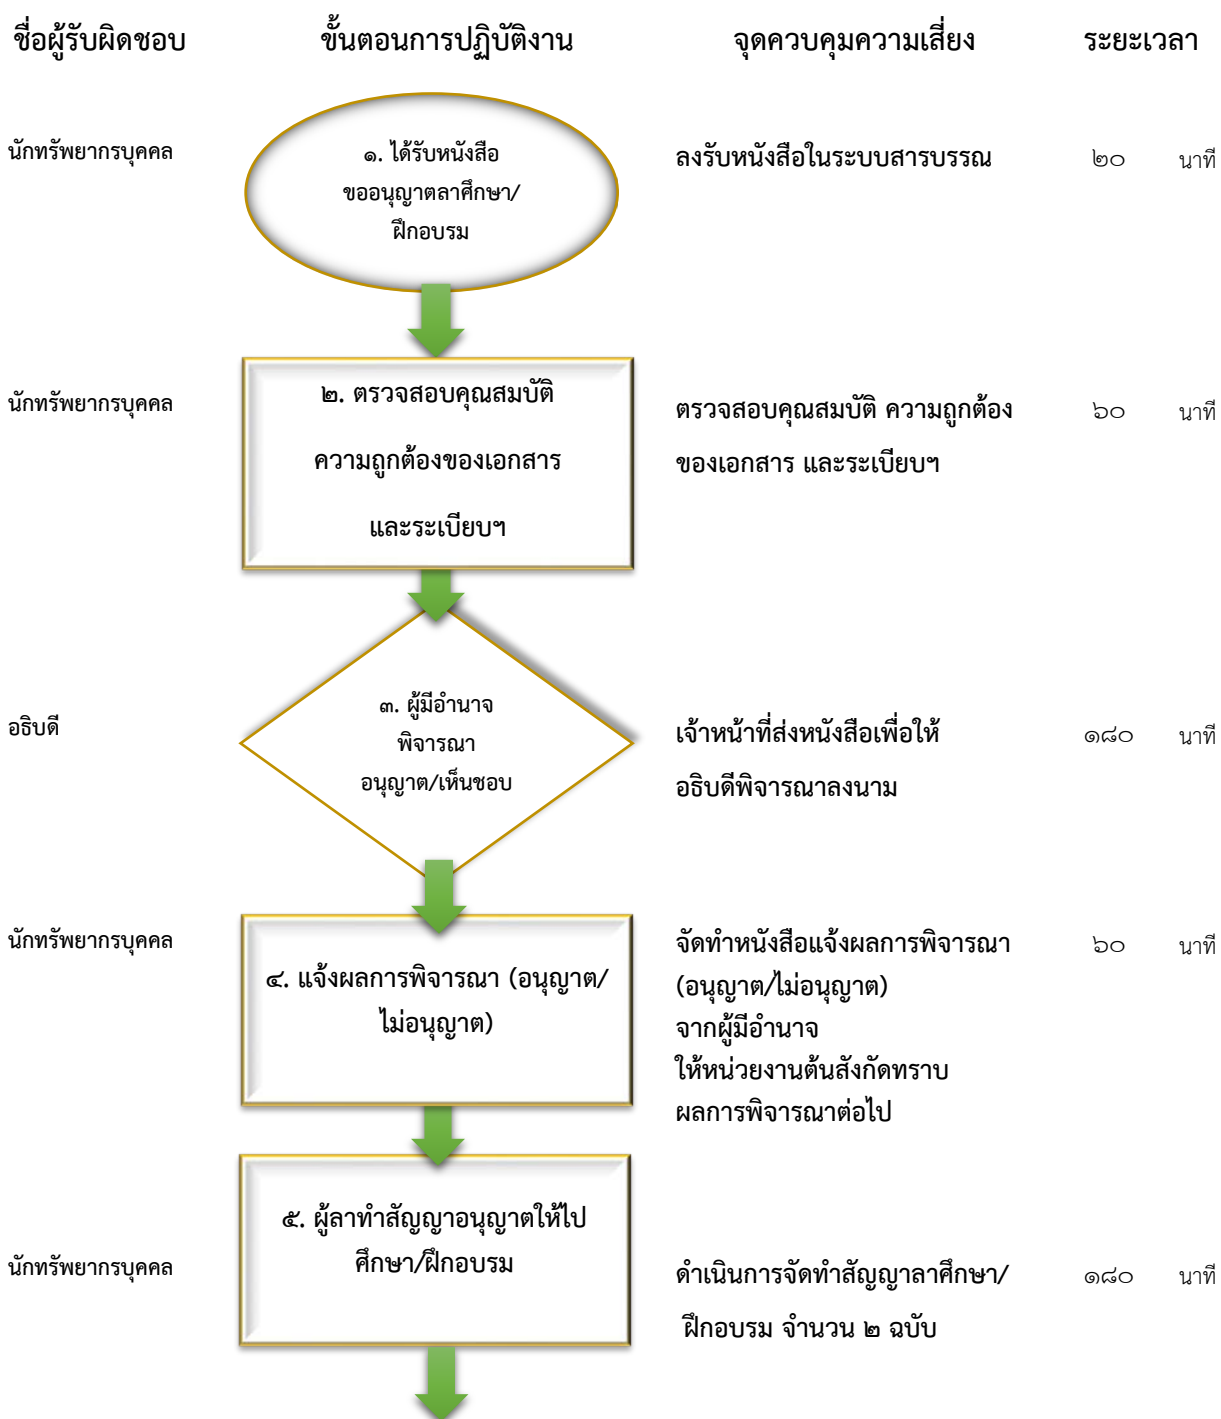 ชื่อผู้รับผิดชอบ ขั้นตอนการปฏิบัติงาน จุดควบคุมความเสี่ยง ระยะเวลา
นักทรัพยากรบุคคล
๑. ได้รับหนังสือ
ขออนุญาตลาศึกษา/
ฝึกอบรม
ลงรับหนังสือในระบบสารบรรณ
๒๐ นาที
นักทรัพยากรบุคคล
๒. ตรวจสอบคุณสมบัติ
ความถูกต้องของเอกสาร
และระเบียบฯ
ตรวจสอบคุณสมบัติ ความถูกต้อง
ของเอกสาร และระเบียบฯ
๖๐ นาที
อธิบดี
๓. ผู้มีอำนาจ
พิจารณา
อนุญาต/เห็นชอบ
เจ้าหน้าที่ส่งหนังสือเพื่อให้
อธิบดีพิจารณาลงนาม
๑๘๐ นาที
นักทรัพยากรบุคคล
๔. แจ้งผลการพิจารณา (อนุญาต/
ไม่อนุญาต)
จัดทำหนังสือแจ้งผลการพิจารณา
(อนุญาต/ไม่อนุญาต)
จากผู้มีอำนาจ
ให้หน่วยงานต้นสังกัดทราบ
ผลการพิจารณาต่อไป
๖๐ นาที
นักทรัพยากรบุคคล
๕. ผู้ลาทำสัญญาอนุญาตให้ไป
ศึกษา/ฝึกอบรม
ดำเนินการจัดทำสัญญาลาศึกษา/
ฝึกอบรม จำนวน ๒ ฉบับ
๑๘๐ นาที